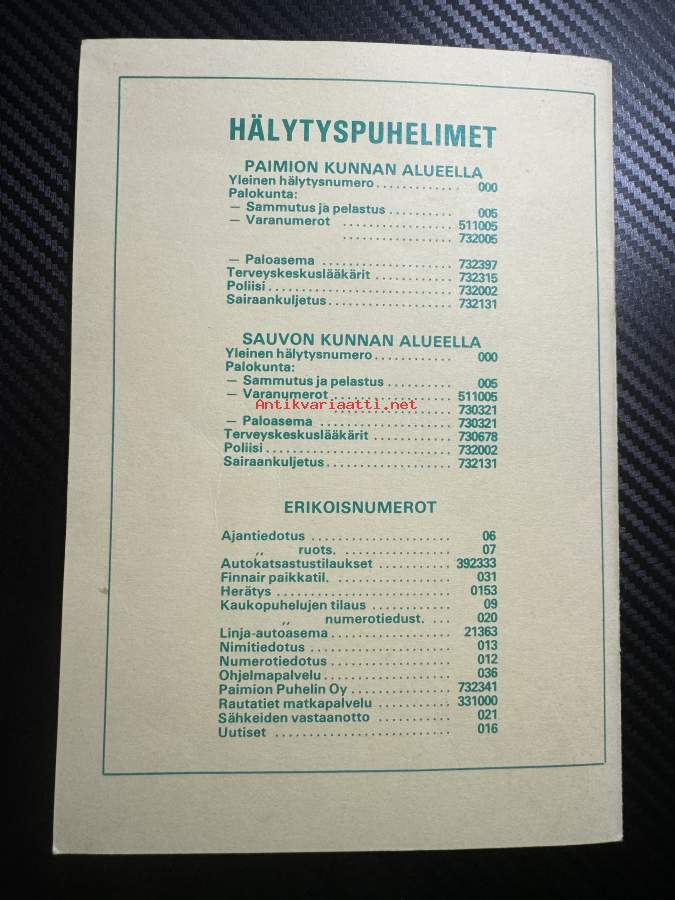 HÄLYTYSPUHELIMET
PAIMION KUNNAN ALUEELLA
Yleinen hälytysnumero ............ 000
Palokunta:
— Sammutus ja pelastus .......... 005
— Varanumerot ................. 511005
................. 732005
— Paloasema .................... 732397
Terveyskeskuslääkärit ............ 732315
Poliisi ............................ 732002
Sairaankuljetus ................... 732131
SAUVON KUNNAN ALUEELLA
Yleinen hälytysnumero ............ 000
Palokunta:
— Sammutus ja pelastus .......... 005
— Varanumerot .................. 511005
Antikvariaatti.net
................. 730321
— Paloasema .................... 730321
Terveyskeskuslääkärit ............ 730678
Poliisi ............................ 732002
Sairaankuljetus ................... 732131
ERIKOISNUMEROT
Ajantiedotus ...................... 06
,, ruots. ................ 07
Autokatsastustilaukset ........... 392333
Finnair paikkatil. ................. 031
Herätys ........................... 0153
Kaukopuhelujen tilaus ............ 09
,, numerotiedust. ... 020
Linja-autoasema .................. 21363
Nimitiedotus ...................... 013
Numerotiedotus ................... 012
Ohjelmapalvelu .................... 036
Paimion Puhelin Oy ............... 732341
Rautatiet matkapalvelu ........... 331000
Sähkeiden vastaanotto ........... 021
Uutiset ........................... 016